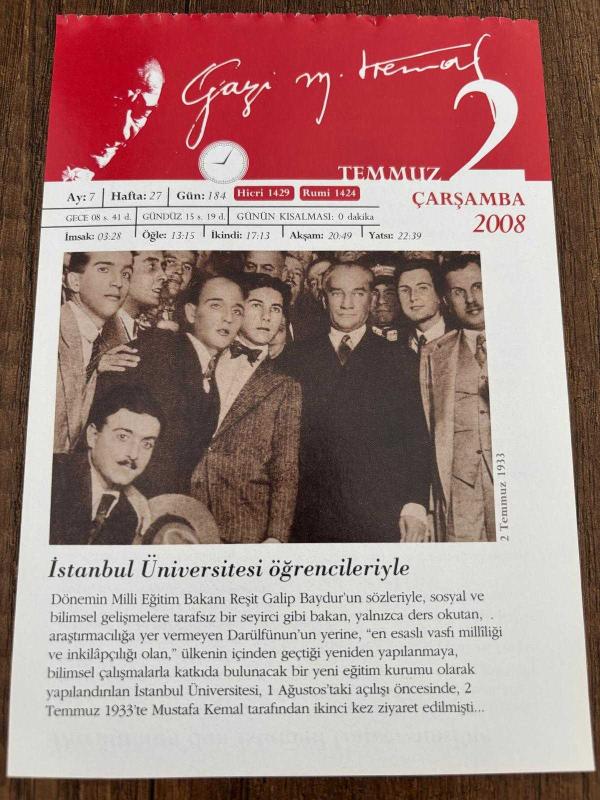 Gazi M. Kemal
TEMMUZ 2
ÇARŞAMBA
2008
Ay: 7 Hafta: 27 Gün: 184 Hicri 1429 Rumi 1424
GECE 08 s. 41 d. GÜNDÜZ 15 s. 19 d. GÜNÜN KISALMASI: 0 dakika
İmsak: 03:28 Öğle: 13:15 İkindi: 17:13 Akşam: 20:49 Yatsı: 22:39
2 Temmuz 1933
İstanbul Üniversitesi öğrencileriyle
Dönemin Milli Eğitim Bakanı Reşit Galip Baydur'un sözleriyle, sosyal ve
bilimsel gelişmelere tarafsız bir seyirci gibi bakan, yalnızca ders okutan,
araştırmacılığa yer vermeyen Darülfünun'un yerine, "en esaslı vasfı millîliği
ve inkilâpçılığı olan," ülkenin içinden geçtiği yeniden yapılanmaya,
bilimsel çalışmalarla katkıda bulunacak bir yeni eğitim kurumu olarak
yapılandırılan İstanbul Üniversitesi, 1 Ağustos'taki açılışı öncesinde, 2
Temmuz 1933'te Mustafa Kemal tarafından ikinci kez ziyaret edilmişti...